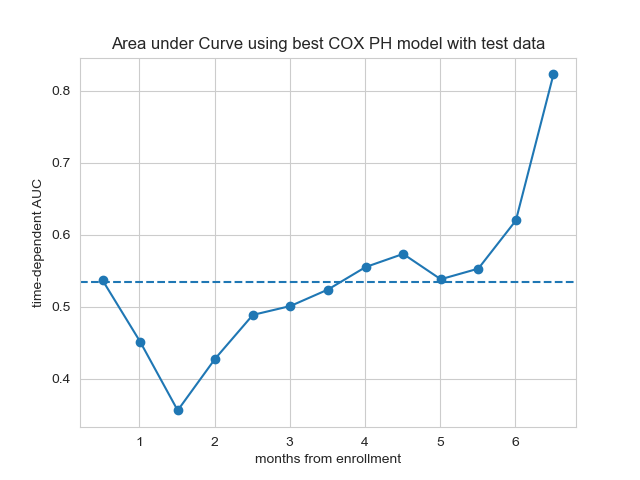 Area under Curve using best COX PH model with test data
time-dependent AUC
0.8
0.7
0.6
0.5
0.4
1 2 3 4 5 6
months from enrollment